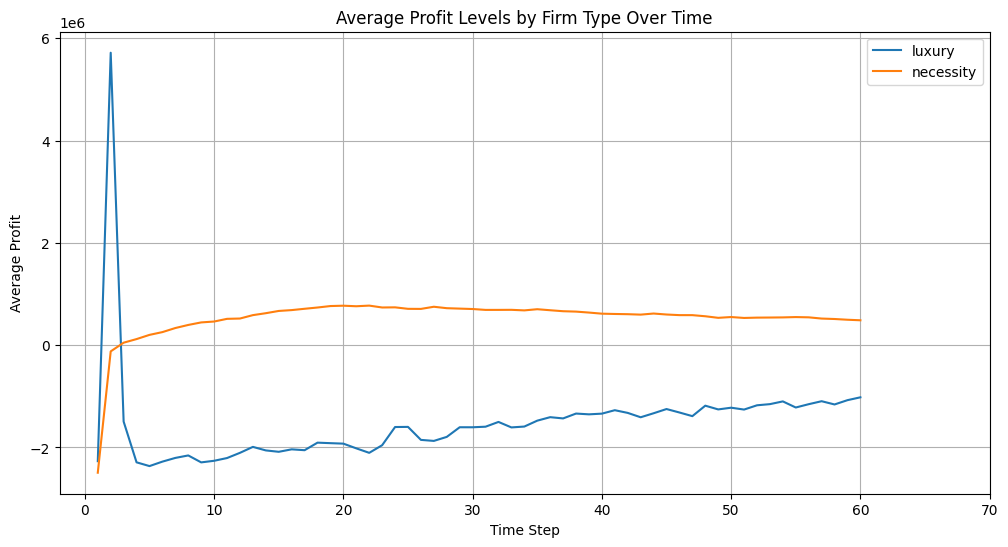 Average Profit Levels by Firm Type Over Time
1e6
6
4
2
0
−2
Average Profit
luxury
necessity
0 10 20 30 40 50 60 70
Time Step